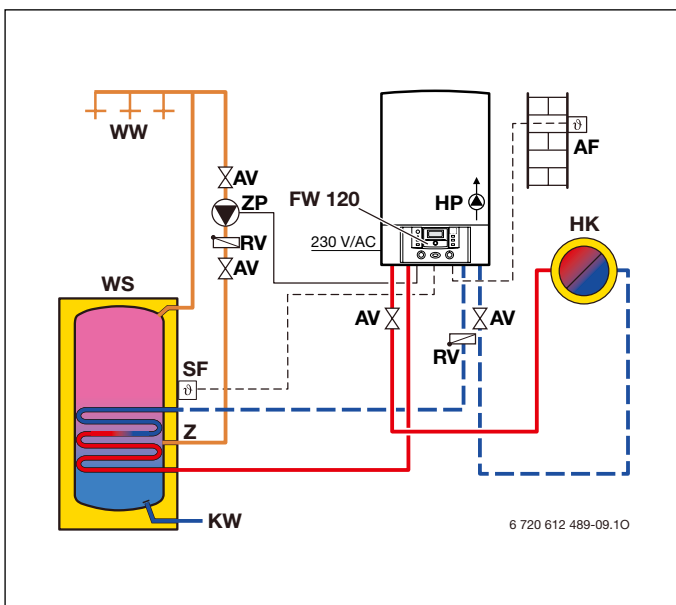 WW
AV
ZP
RV
AV
FW 120
HP
230 V/AC
ϑ
AF
HK
WS
SF
ϑ
AV
AV
RV
Z
KW
6 720 612 489-09.1O